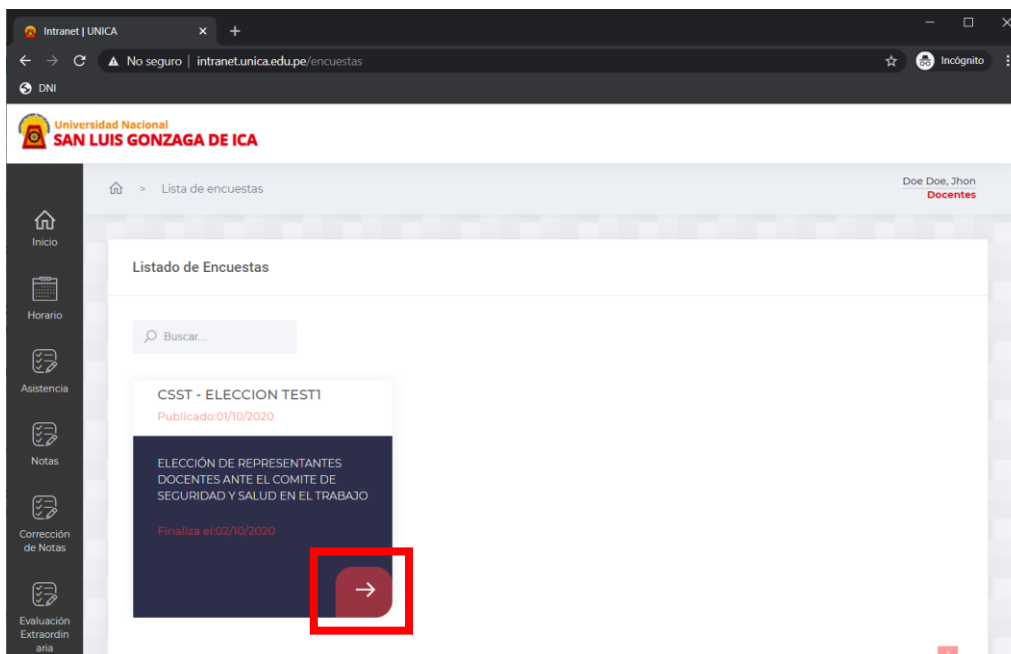 Intranet | UNICA
No seguro | intranet.unica.edu.pe/encuestas
Incógnito
DNI
Universidad Nacional
SAN LUIS GONZAGA DE ICA
> Lista de encuestas
Doe Doe, Jhon
Docentes
Inicio
Listado de Encuestas
Horario
Buscar...
Asistencia
CSST - ELECCION TEST1
Publicado:01/10/2020
Notas
ELECCIÓN DE REPRESENTANTES
DOCENTES ANTE EL COMITE DE
SEGURIDAD Y SALUD EN EL TRABAJO
Finaliza el:02/10/2020
Corrección
de Notas
Evaluación
Extraordin
aria